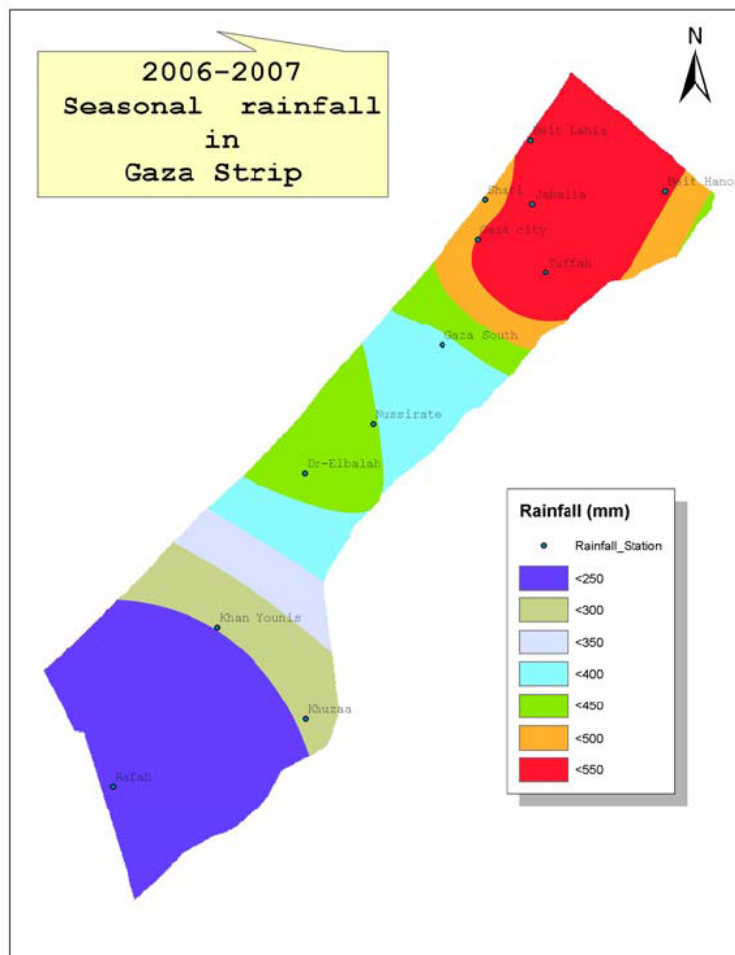 2006-2007
Seasonal rainfall
in
Gaza Strip
N
Beit Lahia
Beit Hanon
Shati
Jabalia
Gaza city
Tuffah
Gaza South
Nussirate
Dr-Elbalah
Khan Younis
Khuzaa
Rafah
Rainfall (mm)
Rainfall_Station
<250
<300
<350
<400
<450
<500
<550